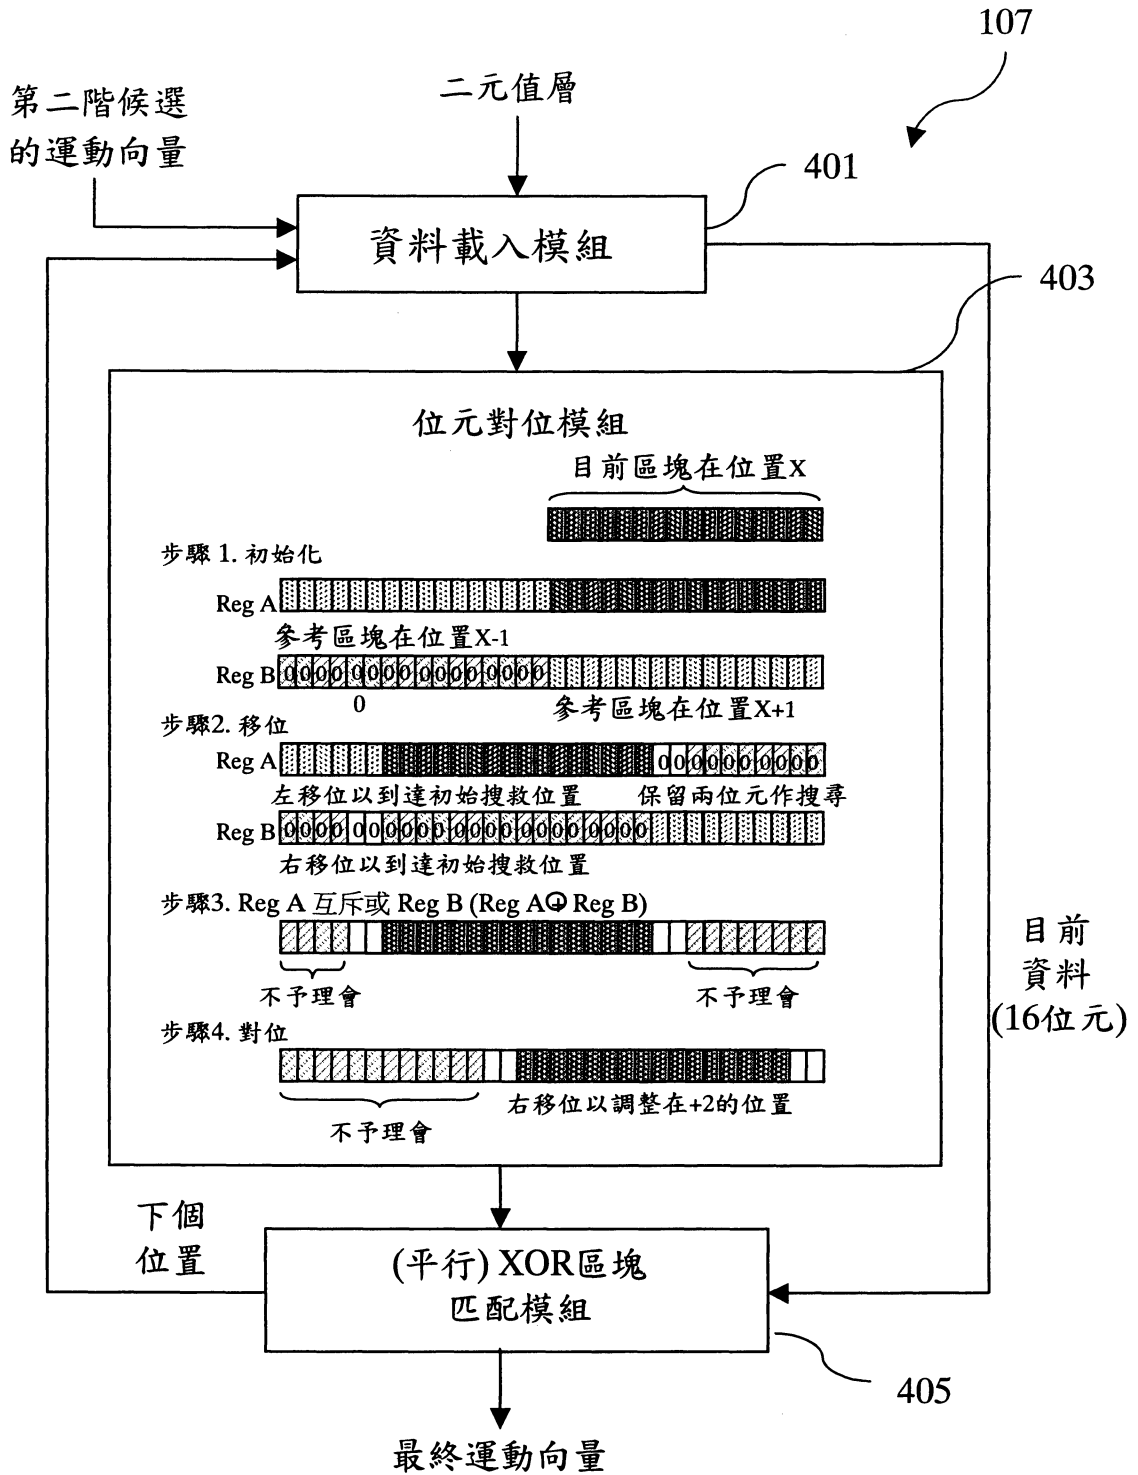 107
二元值層
第二階候選
的運動向量
401
資料載入模組
403
位元對位模組
目前區塊在位置X
步驟 1. 初始化
Reg A
參考區塊在位置X-1
Reg B 0000 0000 0000 0000
0
參考區塊在位置X+1
步驟2. 移位
Reg A 0000000000
左移位以到達初始搜救位置 保留兩位元作搜尋
Reg B 0000 00 0000 0000 0000 0000
右移位以到達初始搜救位置
步驟3. Reg A 互斥或 Reg B (Reg A⊕ Reg B)
不予理會 不予理會
目前
資料
(16位元)
步驟4. 對位
右移位以調整在+2的位置
不予理會
下個
位置
(平行) XOR區塊
匹配模組
405
最終運動向量